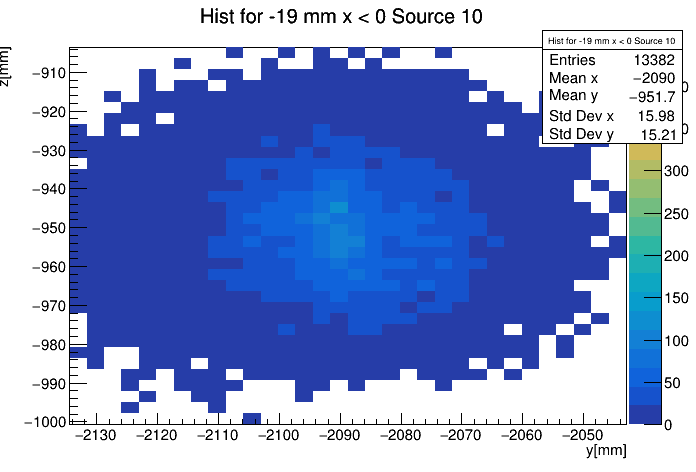 Hist for -19 mm x < 0 Source 10
Hist for -19 mm x < 0 Source 10
Entries 13382
Mean x −2090
Mean y −951.7
Std Dev x 15.98
Std Dev y 15.21
z[mm]
−910
−920
−930
−940
−950
−960
−970
−980
−990
−1000
−2130 −2120 −2110 −2100 −2090 −2080 −2070 −2060 −2050
y[mm]
300
250
200
150
100
50
0